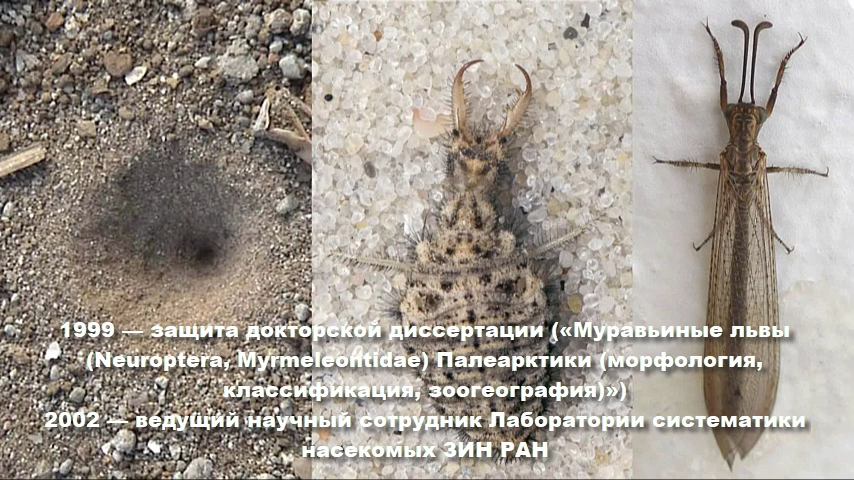 1999 — защита докторской диссертации («Муравьиные львы
(Neuroptera, Myrmeleontidae) Палеарктики (морфология,
классификация, зоогеография)»)
2002 — ведущий научный сотрудник Лаборатории систематики
насекомых ЗИН РАН